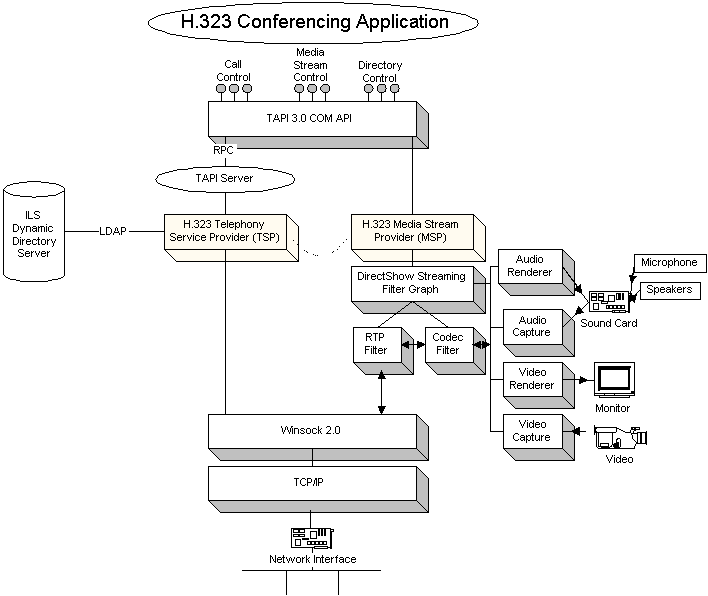 H.323 Conferencing Application
Call
Control
Media
Stream
Control
Directory
Control
TAPI 3.0 COM API
RPC
TAPI Server
ILS
Dynamic
Directory
Server
LDAP
H.323 Telephony
Service Provider (TSP)
H.323 Media Stream
Provider (MSP)
DirectShow Streaming
Filter Graph
Audio
Renderer
Microphone
Speakers
Sound Card
Audio
Capture
RTP
Filter
Codec
Filter
Video
Renderer
Monitor
Video
Capture
Video
Winsock 2.0
TCP/IP
Network Interface